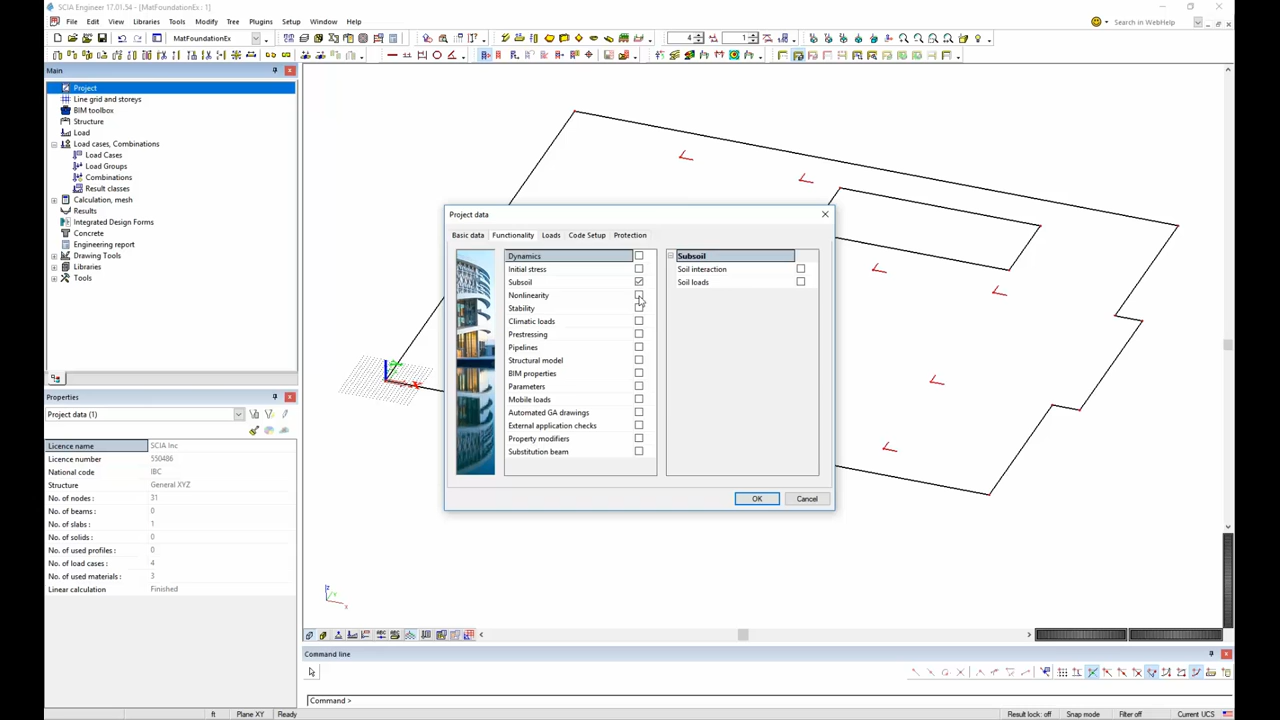 SCIA Engineer 17.01.54 - [MatFoundationEx : 1]
File Edit View Libraries Tools Modify Tree Plugins Setup Window Help
Search in WebHelp
MatFoundationEx
4
1
Main
Project
Line grid and storeys
BIM toolbox
Structure
Load
Load cases, Combinations
Load Cases
Load Groups
Combinations
Result classes
Calculation, mesh
Results
Integrated Design Forms
Concrete
Engineering report
Drawing Tools
Libraries
Tools
Properties
Project data (1)
Licence name SCIA Inc
Licence number 550486
National code IBC
Structure General XYZ
No. of nodes: 31
No. of beams: 0
No. of slabs: 1
No. of solids: 0
No. of used profiles: 0
No. of load cases: 4
No. of used materials : 3
Linear calculation Finished
Project data
Basic data Functionality Loads Code Setup Protection
Dynamics
Initial stress
Subsoil
Nonlinearity
Stability
Climatic loads
Prestressing
Pipelines
Structural model
BIM properties
Parameters
Mobile loads
Automated GA drawings
External application checks
Property modifiers
Substitution beam
Subsoil
Soil interaction
Soil loads
OK Cancel
Z
Y
X
Command line
Command >
ft Plane XY Ready Result lock: off Snap mode Filter off Current UCS